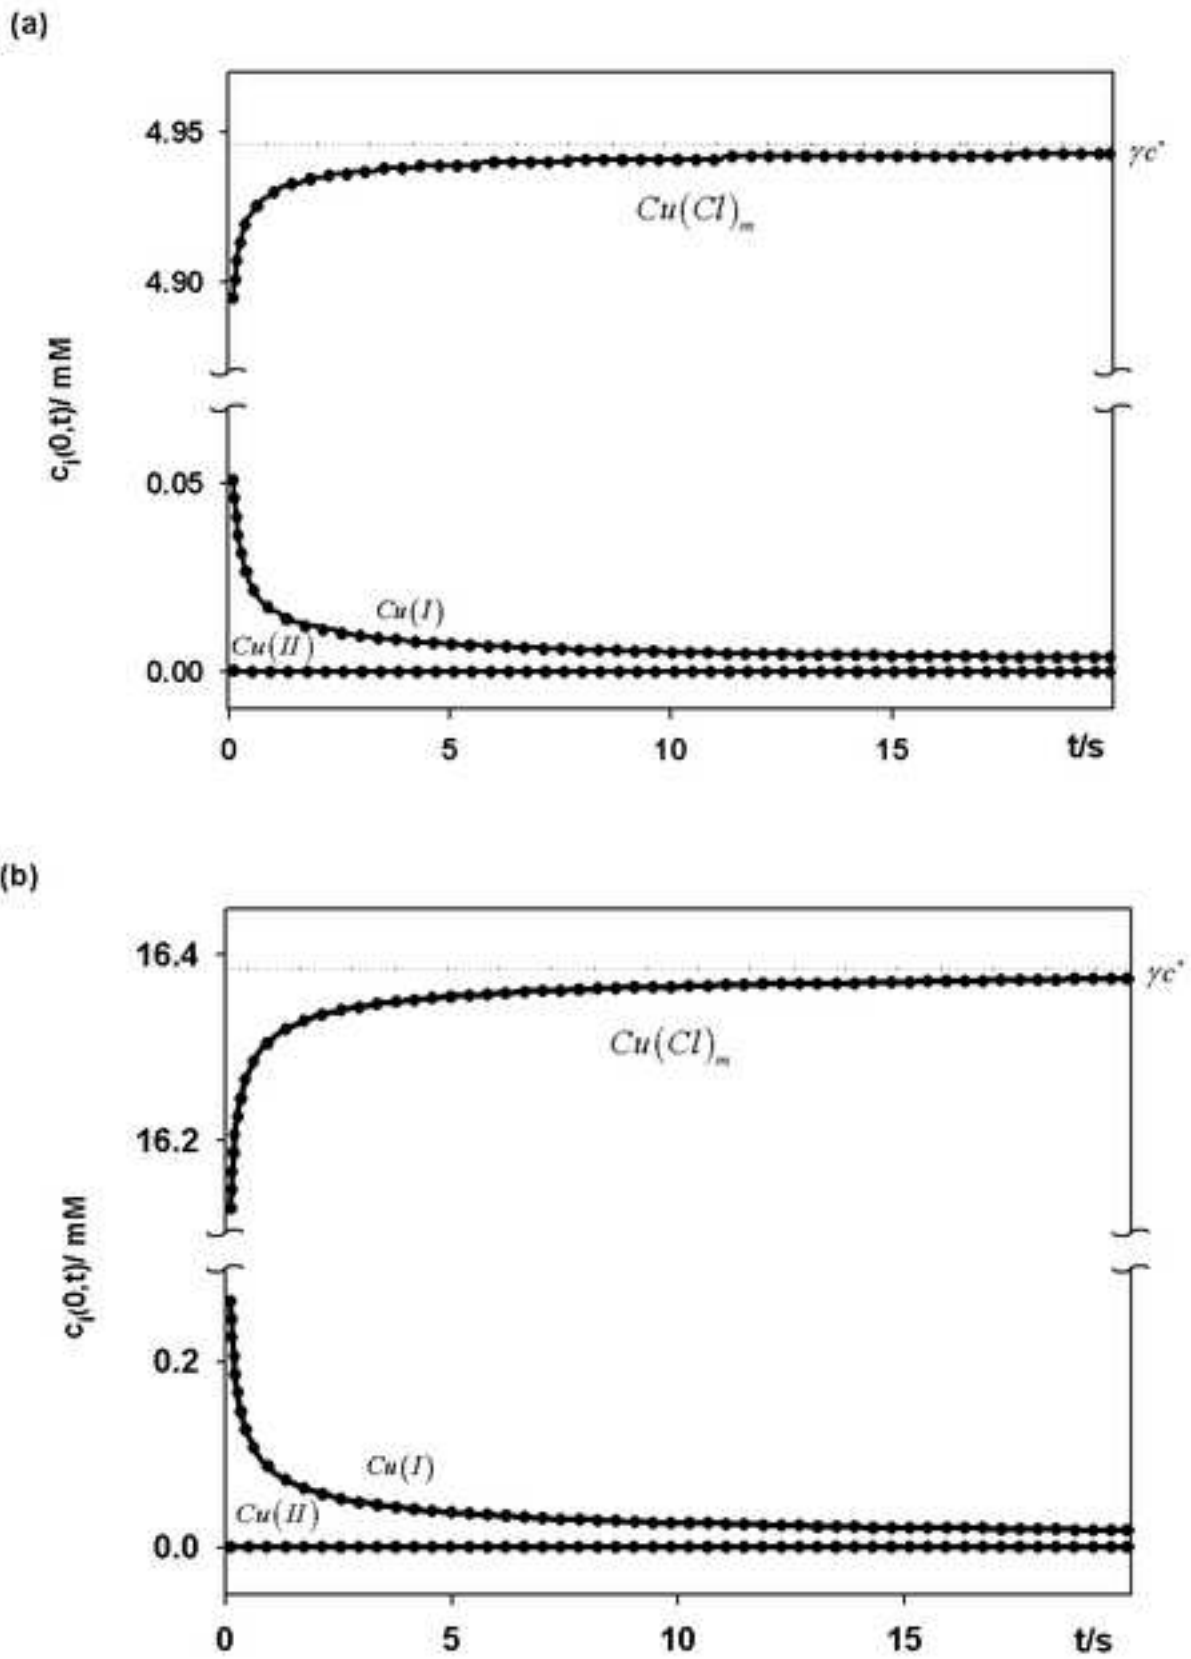 (a)
4.95
γc*
Cu(Cl)m
4.90
ci(0,t)/ mM
0.05
Cu(I)
Cu(II)
0.00
0 5 10 15 t/s
(b)
16.4
γc*
Cu(Cl)m
16.2
ci(0,t)/ mM
0.2
Cu(I)
Cu(II)
0.0
0 5 10 15 t/s